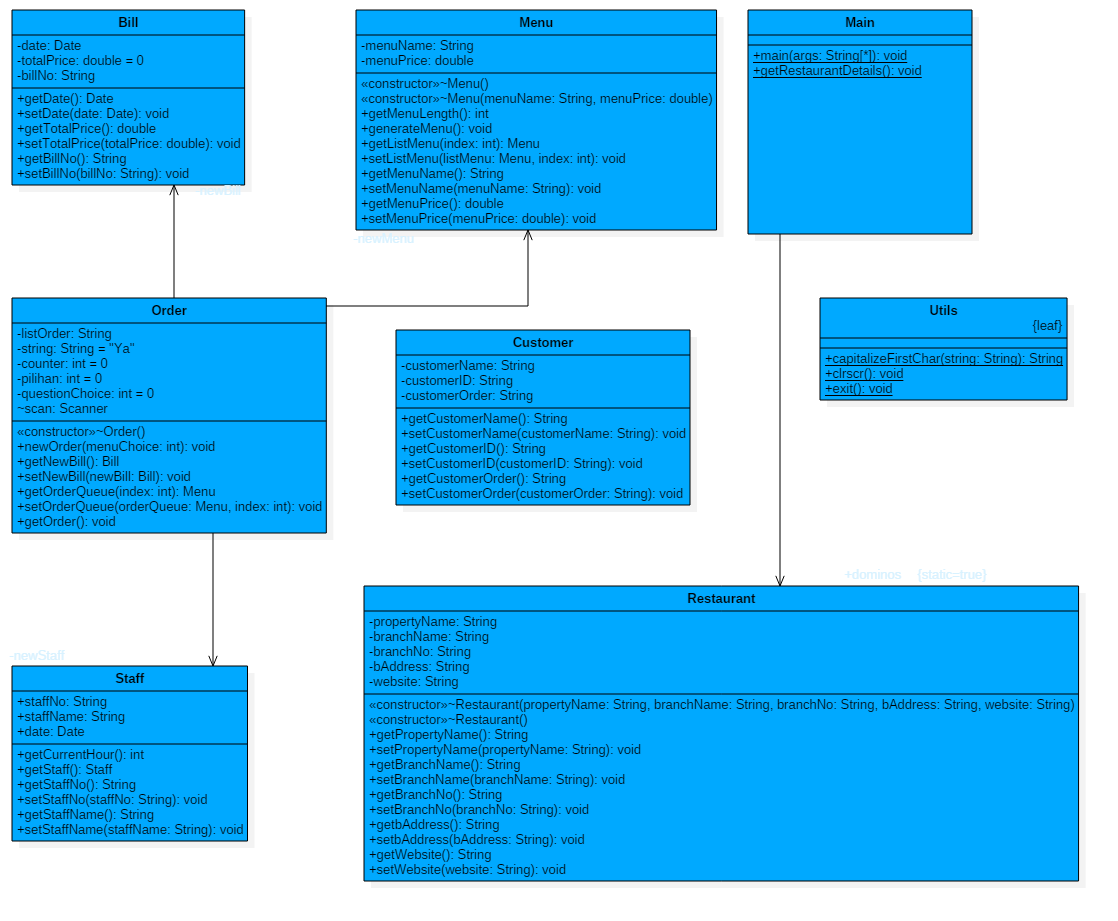 Bill
-date: Date
-totalPrice: double = 0
-billNo: String
+getDate(): Date
+setDate(date: Date): void
+getTotalPrice(): double
+setTotalPrice(totalPrice: double): void
+getBillNo(): String
+setBillNo(billNo: String): void
-newBill
Menu
-menuName: String
-menuPrice: double
«constructor»~Menu()
«constructor»~Menu(menuName: String, menuPrice: double)
+getMenuLength(): int
+generateMenu(): void
+getListMenu(index: int): Menu
+setListMenu(listMenu: Menu, index: int): void
+getMenuName(): String
+setMenuName(menuName: String): void
+getMenuPrice(): double
+setMenuPrice(menuPrice: double): void
-newMenu
Main
+main(args: String[*]): void
+getRestaurantDetails(): void
Order
-listOrder: String
-string: String = "Ya"
-counter: int = 0
-pilihan: int = 0
-questionChoice: int = 0
~scan: Scanner
«constructor»~Order()
+newOrder(menuChoice: int): void
+getNewBill(): Bill
+setNewBill(newBill: Bill): void
+getOrderQueue(index: int): Menu
+setOrderQueue(orderQueue: Menu, index: int): void
+getOrder(): void
Customer
-customerName: String
-customerID: String
-customerOrder: String
+getCustomerName(): String
+setCustomerName(customerName: String): void
+getCustomerID(): String
+setCustomerID(customerID: String): void
+getCustomerOrder(): String
+setCustomerOrder(customerOrder: String): void
Utils
{leaf}
+capitalizeFirstChar(string: String): String
+clrscr(): void
+exit(): void
-newStaff
Staff
+staffNo: String
+staffName: String
+date: Date
+getCurrentHour(): int
+getStaff(): Staff
+getStaffNo(): String
+setStaffNo(staffNo: String): void
+getStaffName(): String
+setStaffName(staffName: String): void
+dominos {static=true}
Restaurant
-propertyName: String
-branchName: String
-branchNo: String
-bAddress: String
-website: String
«constructor»~Restaurant(propertyName: String, branchName: String, branchNo: String, bAddress: String, website: String)
«constructor»~Restaurant()
+getPropertyName(): String
+setPropertyName(propertyName: String): void
+getBranchName(): String
+setBranchName(branchName: String): void
+getBranchNo(): String
+setBranchNo(branchNo: String): void
+getbAddress(): String
+setbAddress(bAddress: String): void
+getWebsite(): String
+setWebsite(website: String): void